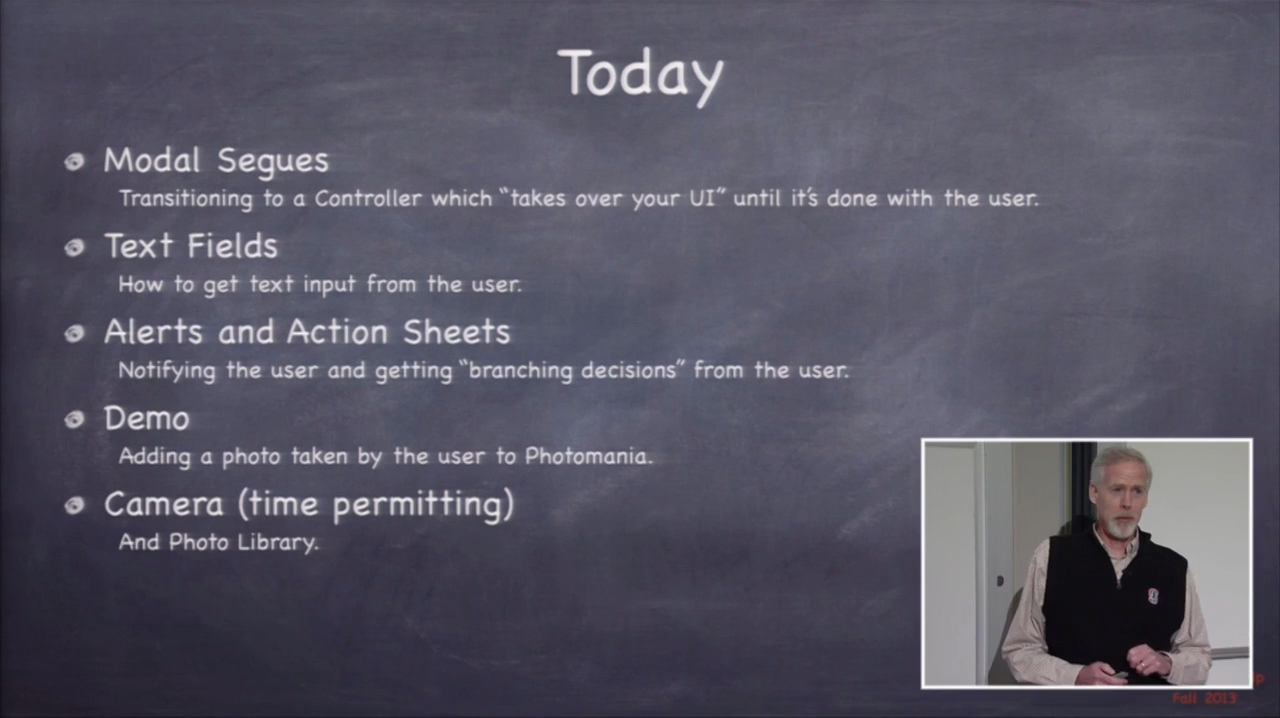 Today
Modal Segues
Transitioning to a Controller which “takes over your UI” until it’s done with the user.
Text Fields
How to get text input from the user.
Alerts and Action Sheets
Notifying the user and getting “branching decisions” from the user.
Demo
Adding a photo taken by the user to Photomania.
Camera (time permitting)
And Photo Library.
Fall 2013